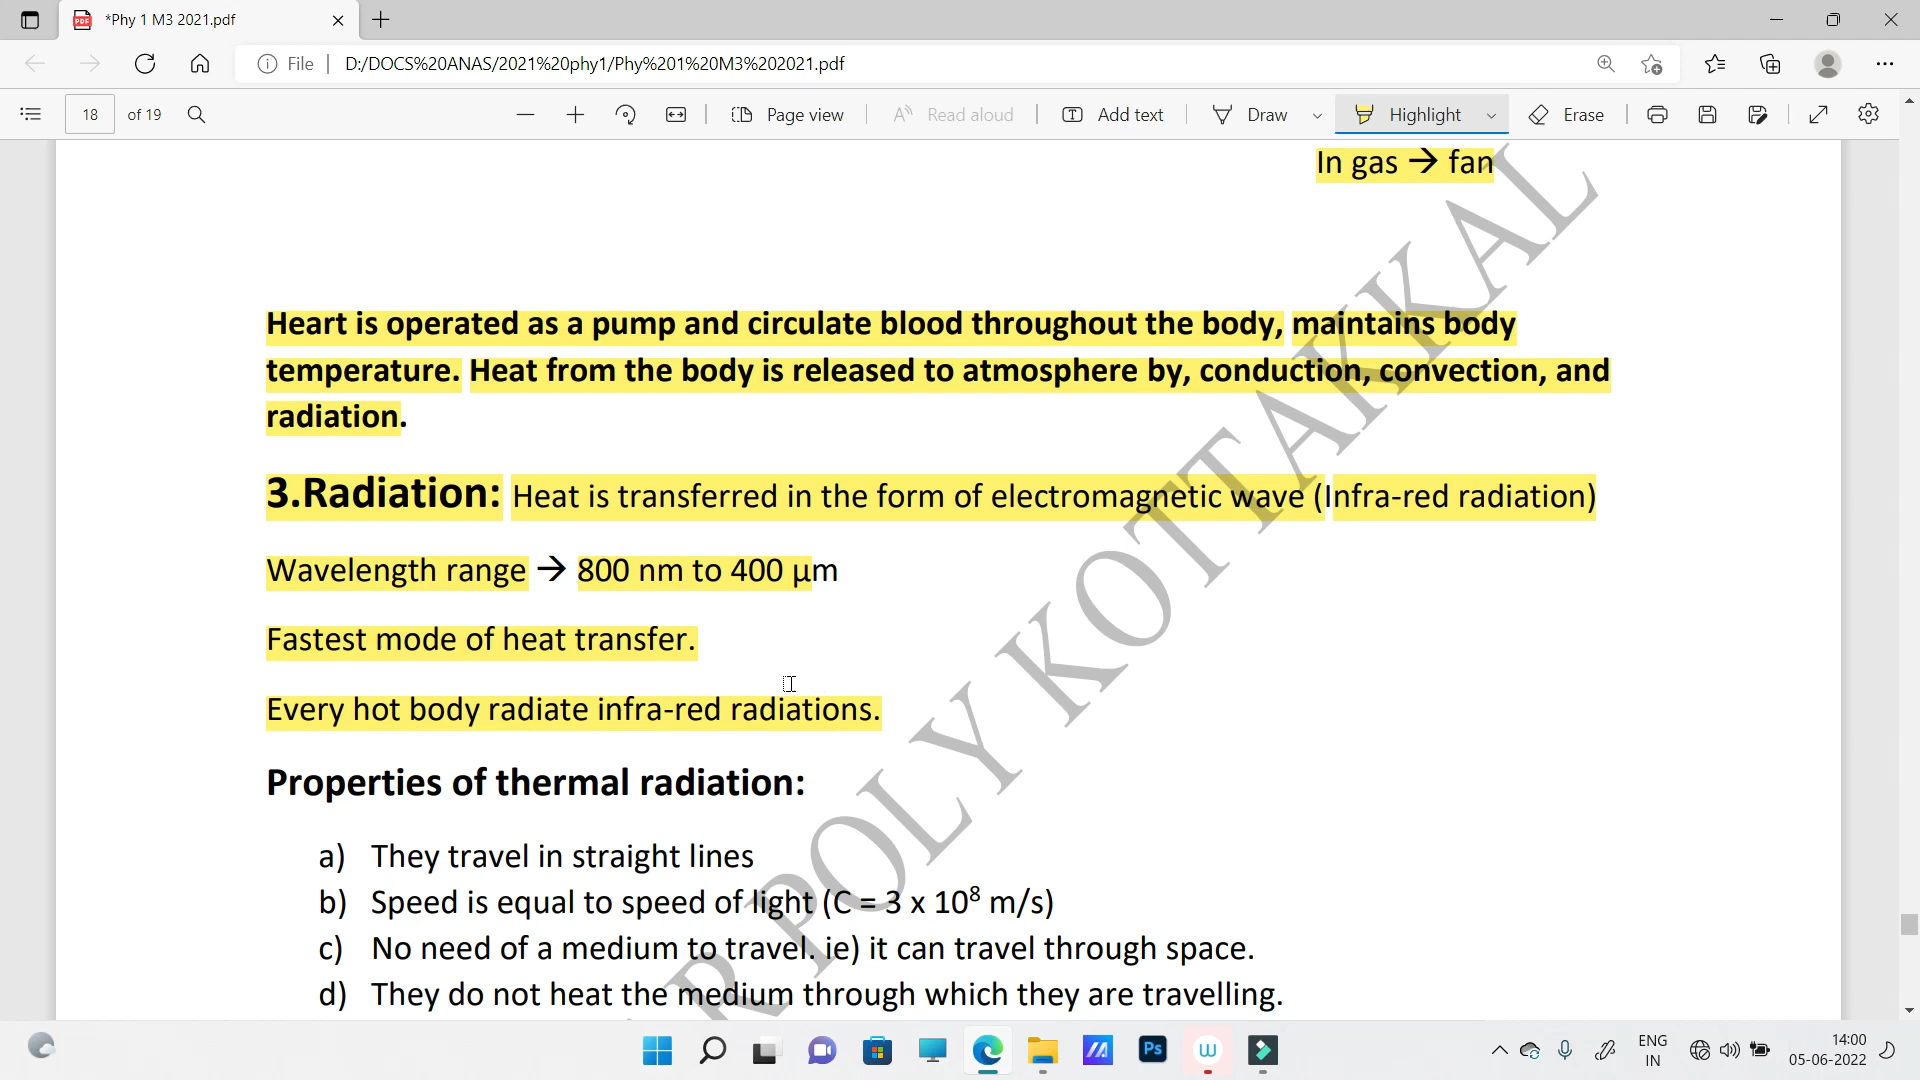 *Phy 1 M3 2021.pdf
File
D:/DOCS%20ANAS/2021%20phy1/Phy%201%20M3%202021.pdf
18 of 19
Page view
Read aloud
Add text
Draw
Highlight
Erase
In gas → fan
Heart is operated as a pump and circulate blood throughout the body, maintains body
temperature. Heat from the body is released to atmosphere by, conduction, convection, and
radiation.
3.Radiation: Heat is transferred in the form of electromagnetic wave (Infra-red radiation)
Wavelength range → 800 nm to 400 μm
Fastest mode of heat transfer.
Every hot body radiate infra-red radiations.
Properties of thermal radiation:
a) They travel in straight lines
b) Speed is equal to speed of light (C = 3 x 10⁸ m/s)
c) No need of a medium to travel. ie) it can travel through space.
d) They do not heat the medium through which they are travelling.
R POLY KOTTAKKAL
PDF
Ps
ENG
IN
14:00
05-06-2022